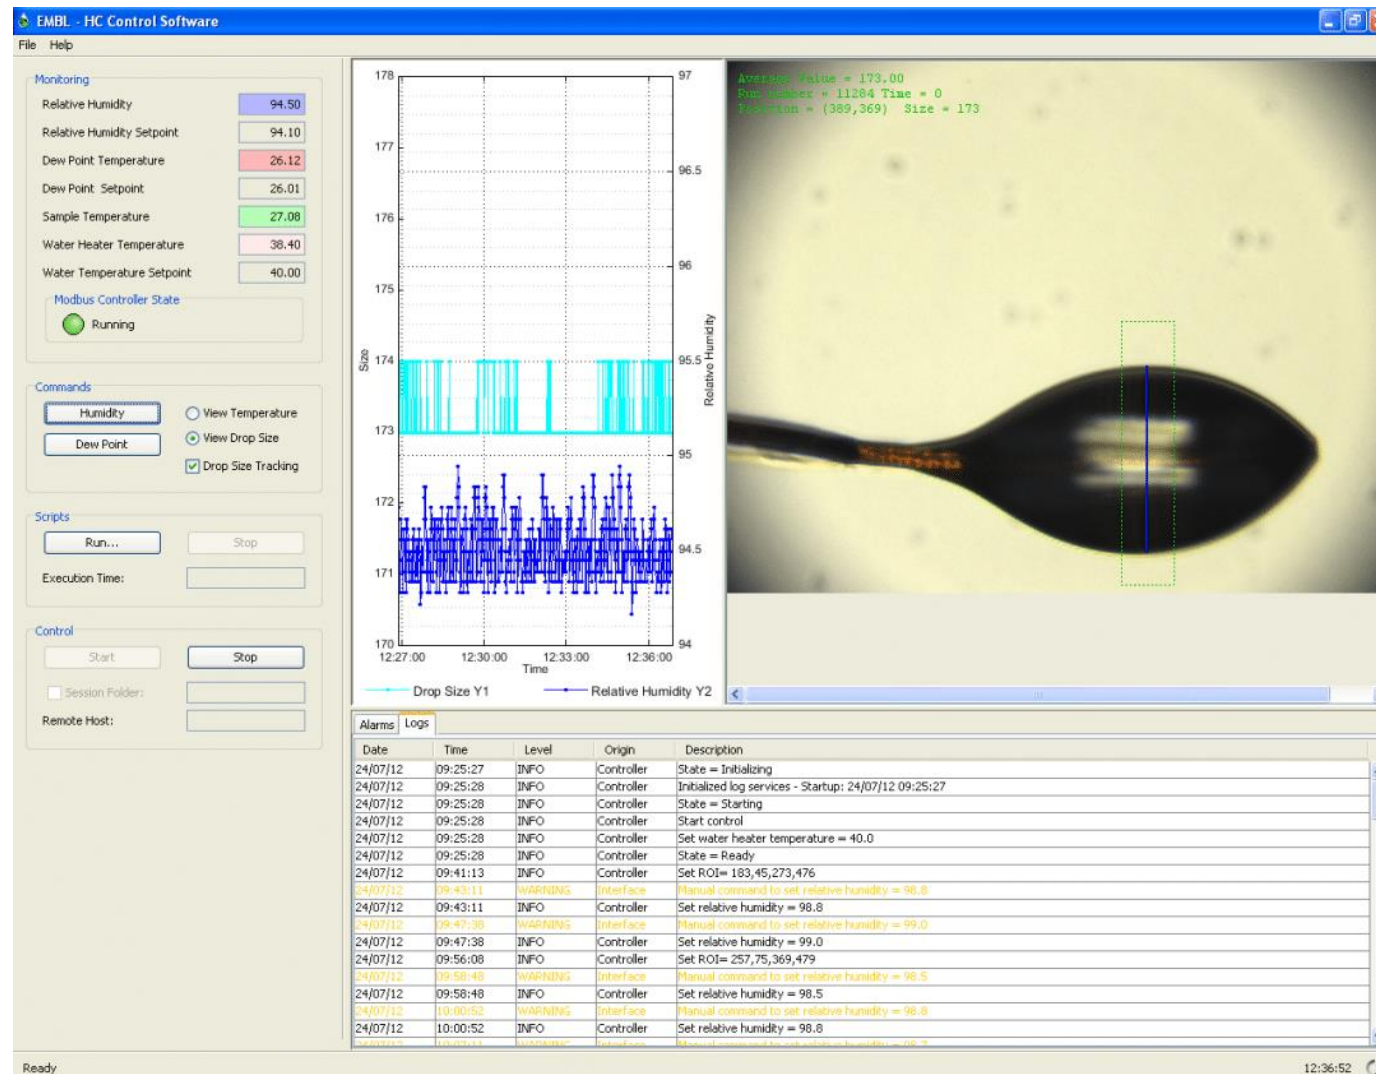 EMBL - HC Control Software
File Help
Monitoring
Relative Humidity 94.50
Relative Humidity Setpoint 94.10
Dew Point Temperature 26.12
Dew Point Setpoint 26.01
Sample Temperature 27.08
Water Heater Temperature 38.40
Water Temperature Setpoint 40.00
Modbus Controller State
Running
Commands
Humidity View Temperature
Dew Point View Drop Size
Drop Size Tracking
Scripts
Run... Stop
Execution Time:
Control
Start Stop
Session Folder:
Remote Host:
178
177
176
175
174
173
172
171
170
Size
97
96.5
96
95.5
95
94.5
94
Relative Humidity
12:27:00 12:30:00 12:33:00 12:36:00
Time
Drop Size Y1 Relative Humidity Y2
Average Value = 173.00
Run number = 11284 Time = 0
Position = (389,369) Size = 173
Alarms Logs
Date Time Level Origin Description
24/07/12 09:25:27 INFO Controller State = Initializing
24/07/12 09:25:28 INFO Controller Initialized log services - Startup: 24/07/12 09:25:27
24/07/12 09:25:28 INFO Controller State = Starting
24/07/12 09:25:28 INFO Controller Start control
24/07/12 09:25:28 INFO Controller Set water heater temperature = 40.0
24/07/12 09:25:28 INFO Controller State = Ready
24/07/12 09:41:13 INFO Controller Set ROI= 183,45,273,476
24/07/12 09:43:11 WARNING Interface Manual command to set relative humidity = 98.8
24/07/12 09:43:11 INFO Controller Set relative humidity = 98.8
24/07/12 09:47:38 WARNING Interface Manual command to set relative humidity = 99.0
24/07/12 09:47:38 INFO Controller Set relative humidity = 99.0
24/07/12 09:56:08 INFO Controller Set ROI= 257,75,369,479
24/07/12 09:58:48 WARNING Interface Manual command to set relative humidity = 98.5
24/07/12 09:58:48 INFO Controller Set relative humidity = 98.5
24/07/12 10:00:52 WARNING Interface Manual command to set relative humidity = 98.8
24/07/12 10:00:52 INFO Controller Set relative humidity = 98.8
Ready 12:36:52